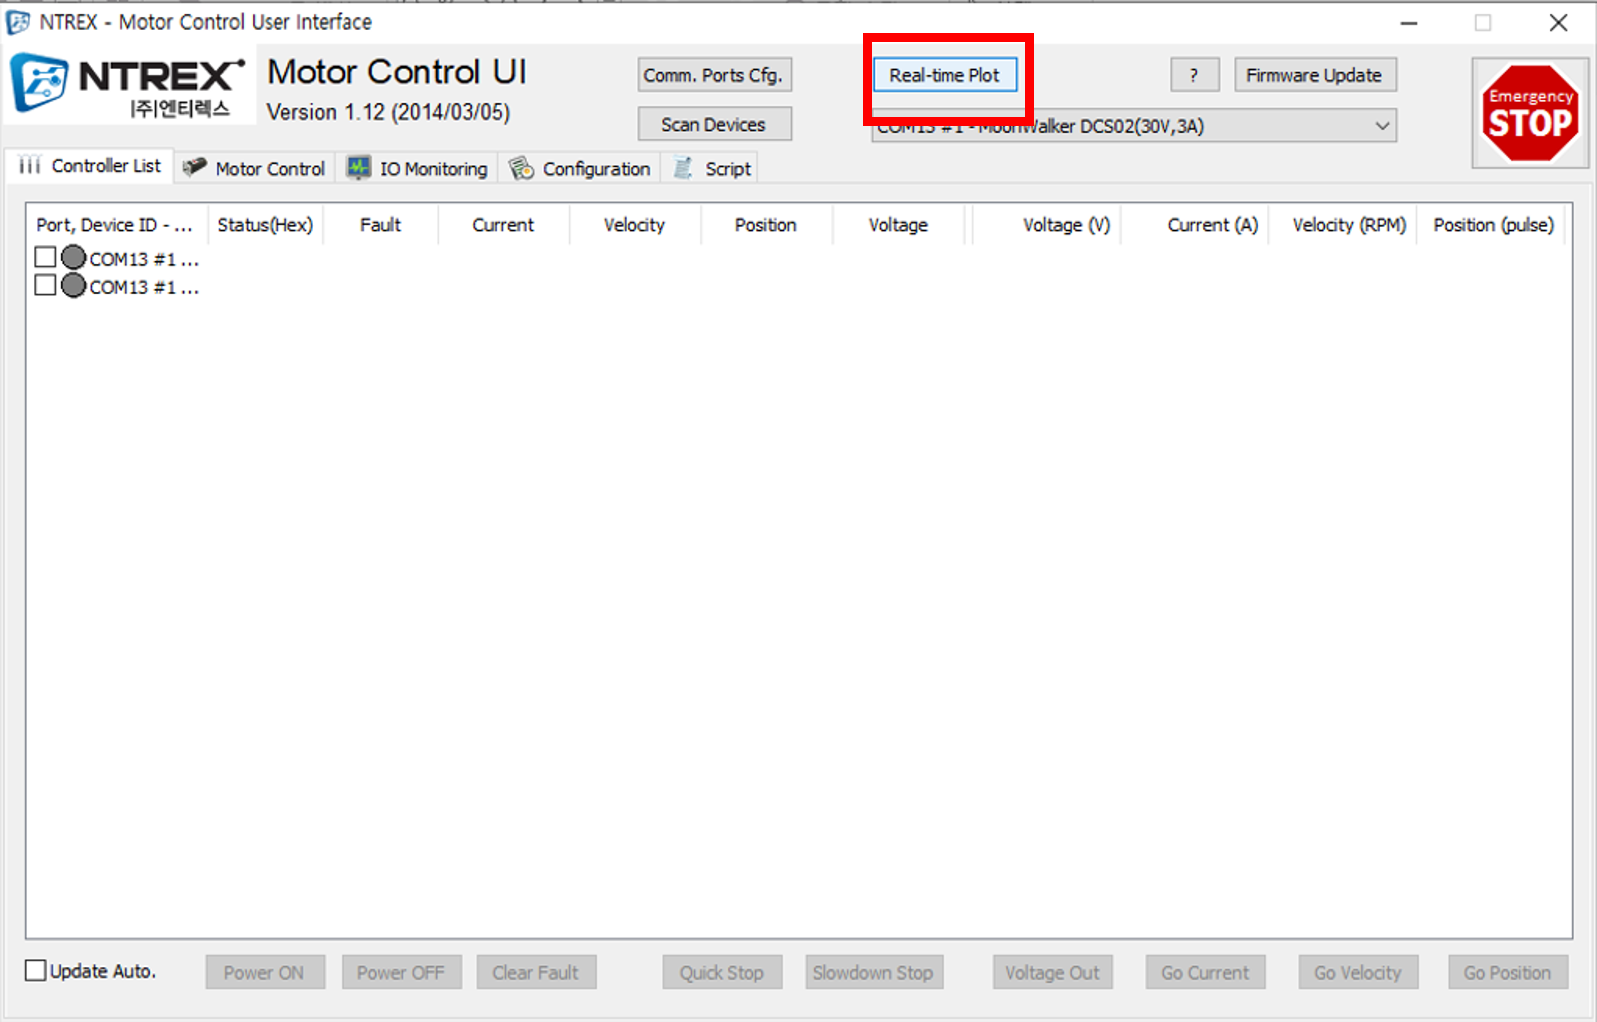 NTREX - Motor Control User Interface
NTREX
㈜엔티렉스
Motor Control UI
Version 1.12 (2014/03/05)
Comm. Ports Cfg.
Real-time Plot
?
Firmware Update
Emergency
STOP
Scan Devices
COM13 #1 - MoonWalker DCS02(30V,3A)
Controller List
Motor Control
IO Monitoring
Configuration
Script
Port, Device ID - ...
Status(Hex)
Fault
Current
Velocity
Position
Voltage
Voltage (V)
Current (A)
Velocity (RPM)
Position (pulse)
COM13 #1 ...
COM13 #1 ...
Update Auto.
Power ON
Power OFF
Clear Fault
Quick Stop
Slowdown Stop
Voltage Out
Go Current
Go Velocity
Go Position